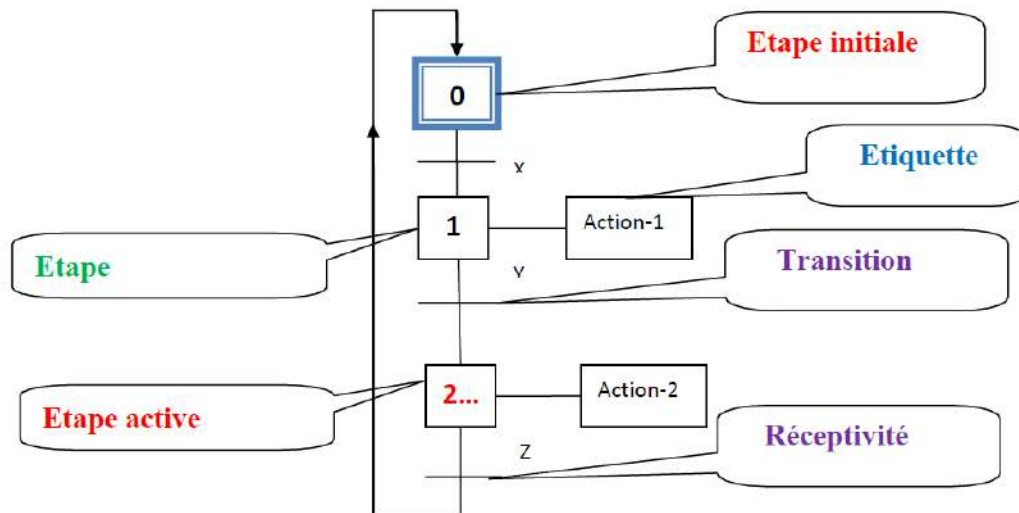 Etape initiale
0
X
Etiquette
1
Action-1
Etape
Y
Transition
2...
Action-2
Etape active
Z
Réceptivité